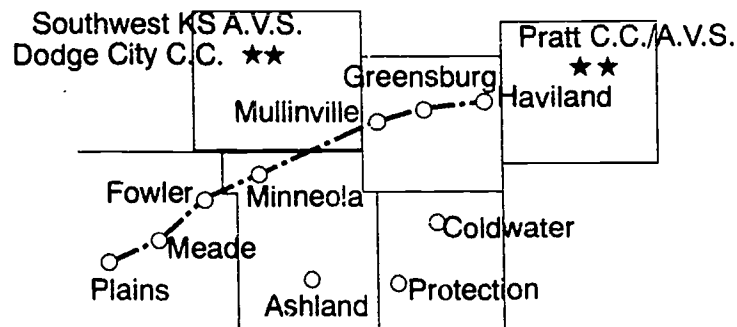 Southwest KS A.V.S.
Dodge City C.C. ★★
Pratt C.C./A.V.S.
★ ★
Greensburg
Mullinville
Haviland
Fowler
Minneola
Meade
Coldwater
Plains
Ashland
Protection